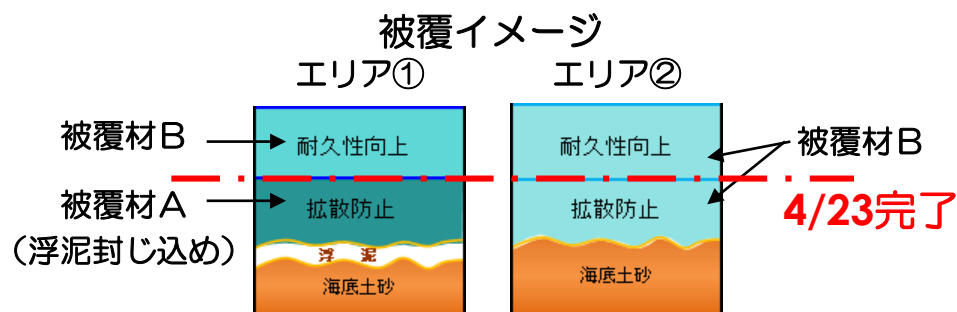 被覆イメージ
エリア①
エリア②
被覆材B
耐久性向上
耐久性向上
被覆材B
被覆材A
(浮泥封じ込め)
拡散防止
拡散防止
4/23完了
浮 泥
海底土砂
海底土砂